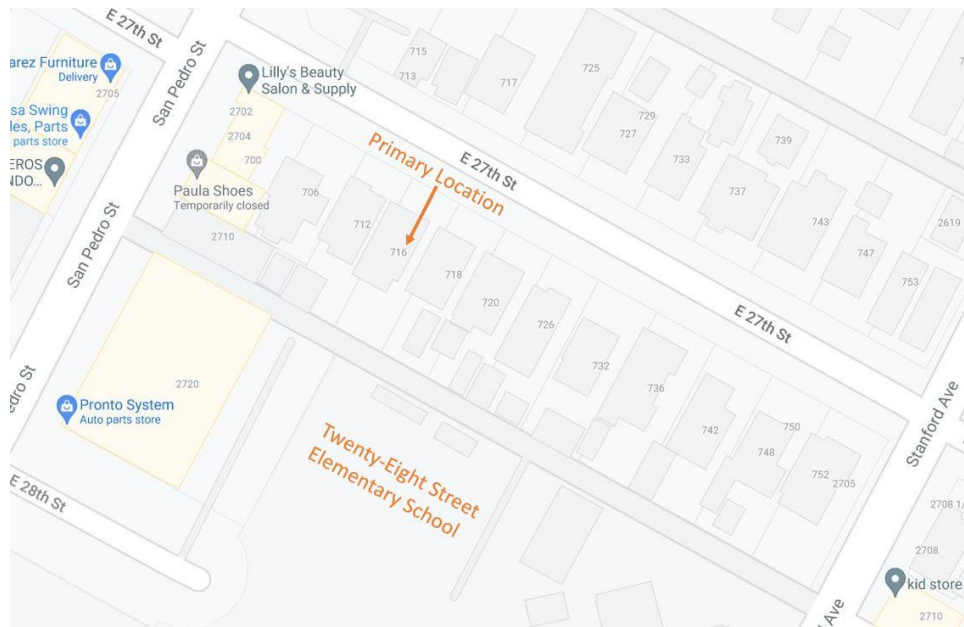 E 27th St
San Pedro St
arez Furniture
Delivery
2705
sa Swing
les, Parts
parts store
EROS
NDO...
Lilly's Beauty
Salon & Supply
2702
2704
700
Paula Shoes
Temporarily closed
2710
706
712
716
718
720
726
732
736
742
748
750
752
2705
715
713
717
725
729
727
733
739
737
743
747
753
2619
Primary Location
E 27th St
E 27th St
San Pedro St
edro St
2720
Pronto System
Auto parts store
E 28th St
Twenty-Eight Street
Elementary School
Stanford Ave
2708 1/
2708
kid store
2710
Ave